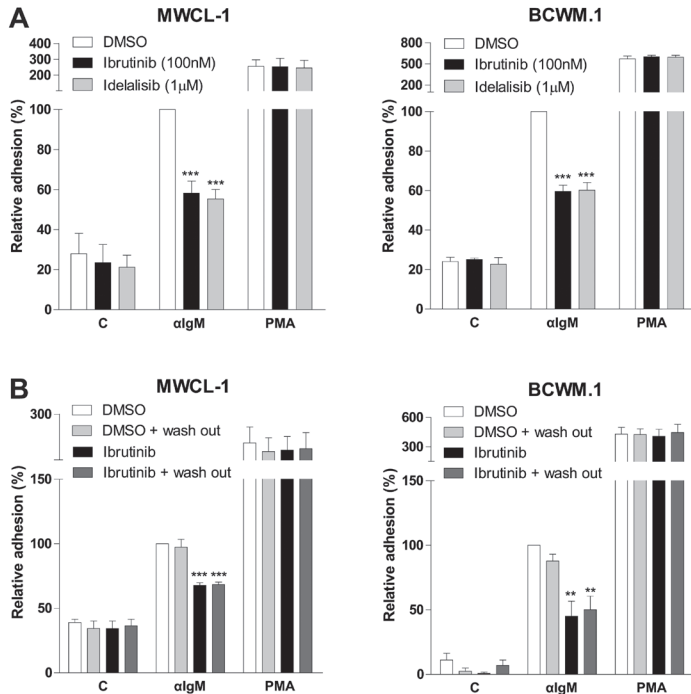 A
MWCL-1
DMSO
Ibrutinib (100nM)
Idelalisib (1μM)
Relative adhesion (%)
300
200
100
80
60
40
20
0
*** ***
C αIgM PMA
BCWM.1
DMSO
Ibrutinib (100nM)
Idelalisib (1μM)
Relative adhesion (%)
800
600
500
100
80
60
40
20
0
*** ***
C αIgM PMA
B
MWCL-1
DMSO
DMSO + wash out
Ibrutinib
Ibrutinib + wash out
Relative adhesion (%)
300
150
100
50
0
*** ***
C αIgM PMA
BCWM.1
DMSO
DMSO + wash out
Ibrutinib
Ibrutinib + wash out
Relative adhesion (%)
600
300
150
100
50
0
** **
C αIgM PMA